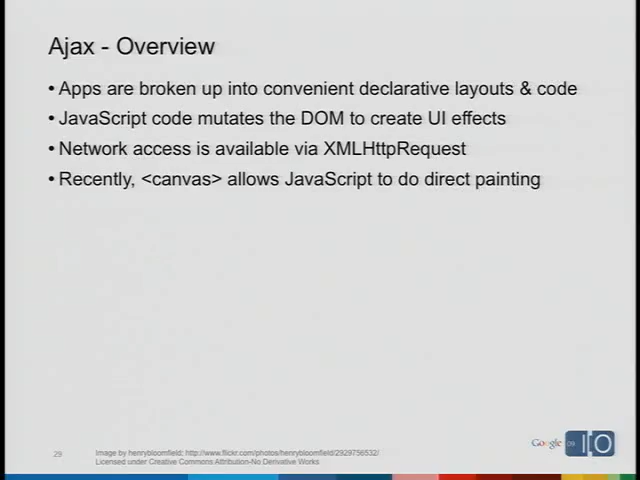 Ajax - Overview
• Apps are broken up into convenient declarative layouts & code
• JavaScript code mutates the DOM to create UI effects
• Network access is available via XMLHttpRequest
• Recently, <canvas> allows JavaScript to do direct painting
29
Image by henrybloomfield; http://www.flickr.com/photos/henrybloomfield/2929756532/
Licensed under Creative Commons Attribution-No Derivative Works
Google 09 I|O